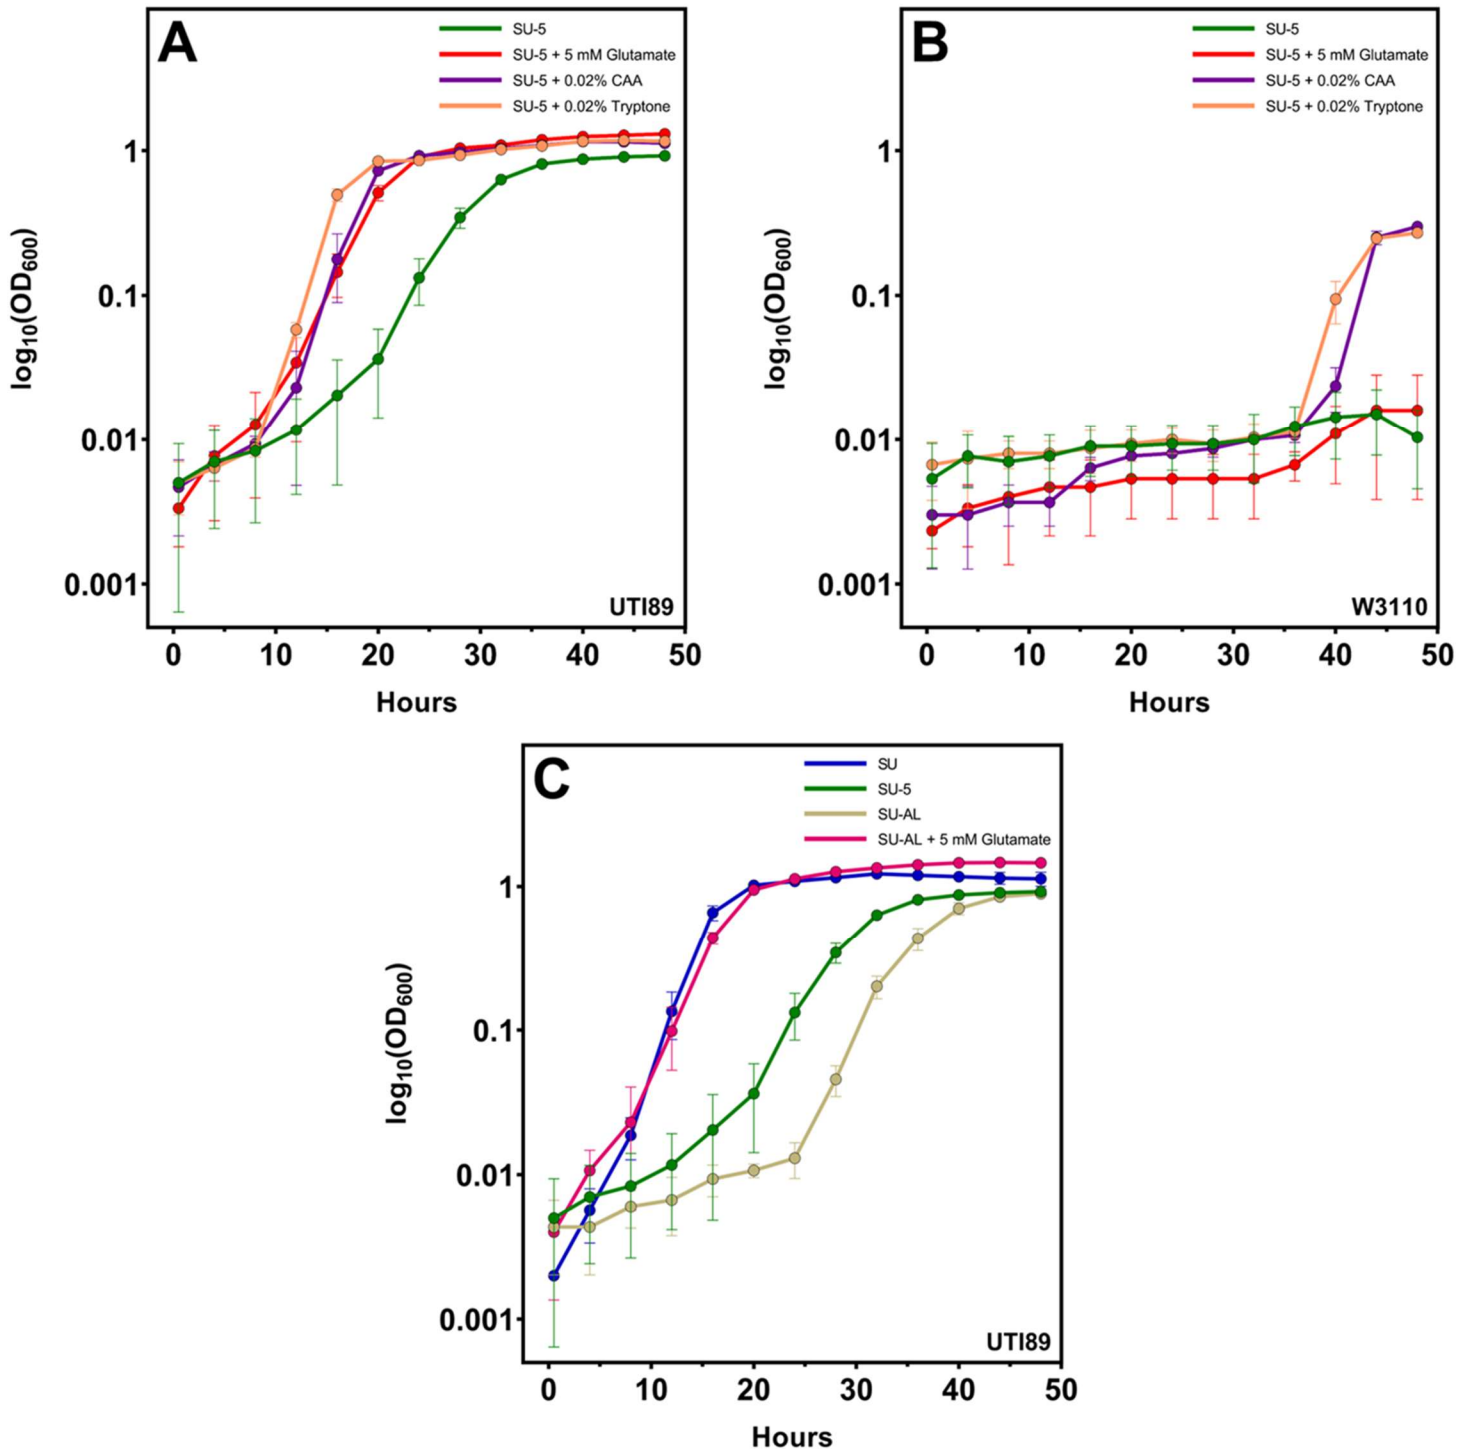 A
SU-5
SU-5 + 5 mM Glutamate
SU-5 + 0.02% CAA
SU-5 + 0.02% Tryptone
log10(OD600)
1
0.1
0.01
0.001
UTI89
0 10 20 30 40 50
Hours
B
SU-5
SU-5 + 5 mM Glutamate
SU-5 + 0.02% CAA
SU-5 + 0.02% Tryptone
log10(OD600)
1
0.1
0.01
0.001
W3110
0 10 20 30 40 50
Hours
C
SU
SU-5
SU-AL
SU-AL + 5 mM Glutamate
log10(OD600)
1
0.1
0.01
0.001
UTI89
0 10 20 30 40 50
Hours